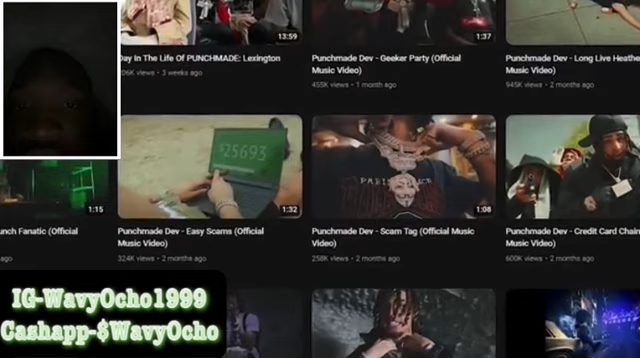 13:59
Day In The Life Of PUNCHMADE: Lexington
206K views • 3 weeks ago
1:37
Punchmade Dev - Geeker Party (Official
Music Video)
455K views • 1 month ago
Punchmade Dev - Long Live Heathe
Music Video)
945K views • 2 months ago
1:15
unch Fanatic (Official
ago
$25693
1:32
Punchmade Dev - Easy Scams (Official
Music Video)
324K views • 2 months ago
1:08
Punchmade Dev - Scam Tag (Official Music
Video)
258K views • 2 months ago
Punchmade Dev - Credit Card Chain
Music Video)
600K views • 2 months ago
IG-WavyOcho1999
Cashapp-$WavyOcho